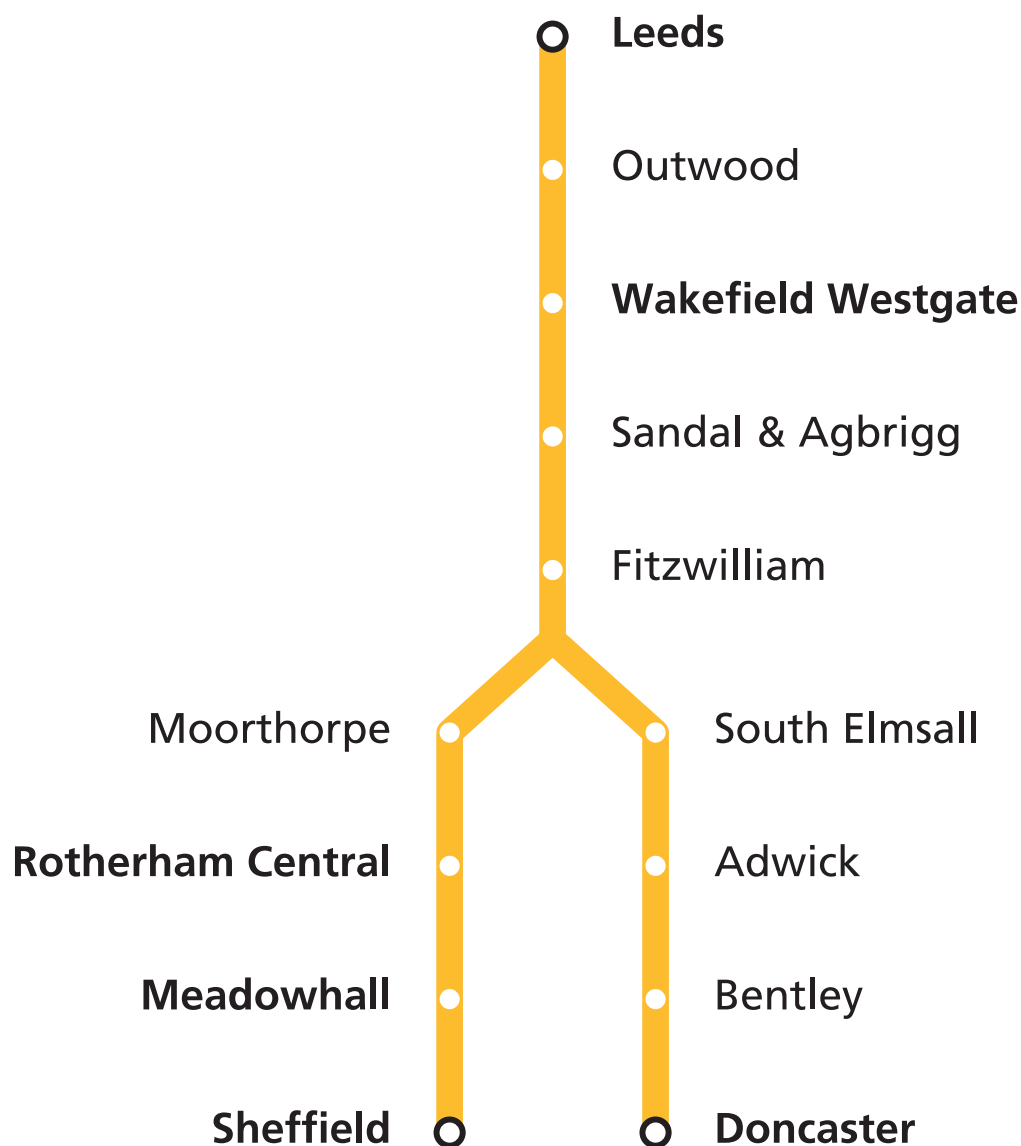 Leeds
Outwood
Wakefield Westgate
Sandal & Agbrigg
Fitzwilliam
Moorthorpe
South Elmsall
Rotherham Central
Adwick
Meadowhall
Bentley
Sheffield
Doncaster